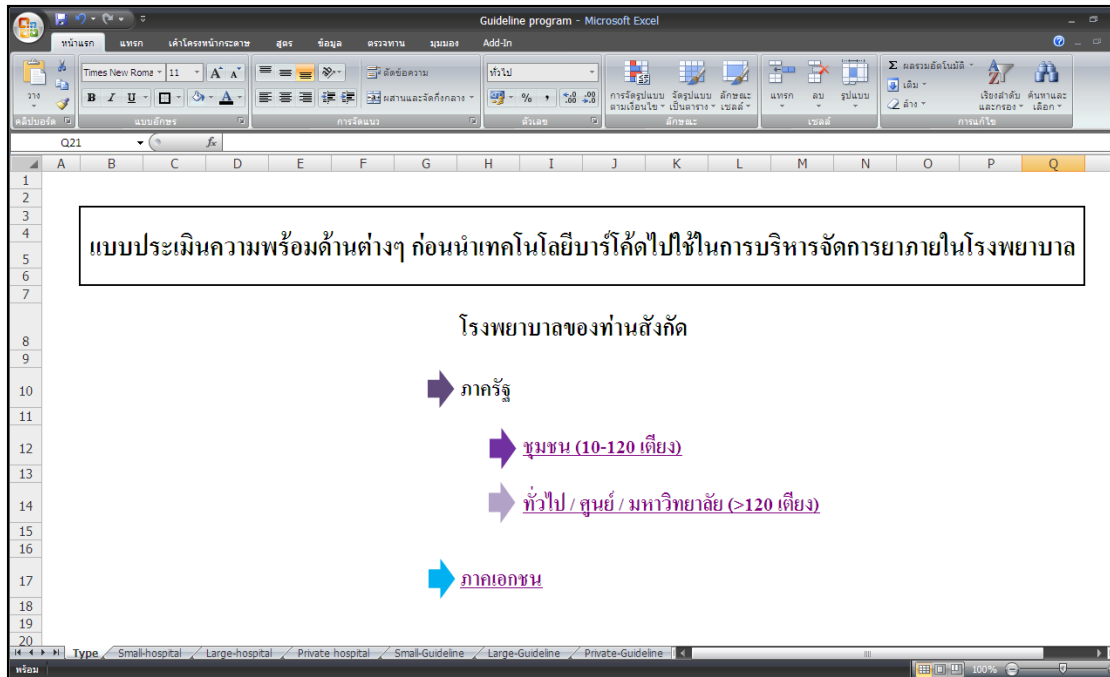 Guideline program - Microsoft Excel
หน้าแรก แทรก เค้าโครงหน้ากระดาษ สูตร ข้อมูล ตรวจทาน มุมมอง Add-In
Times New Roma 11 A A ตัดข้อความ ทั่วไป Σ ผลรวมอัตโนมัติ
วาง B I U A ผสานและจัดกึ่งกลาง % , การจัดรูปแบบ จัดรูปแบบ ลักษณะ แทรก ลบ รูปแบบ เติม เรียงลำดับ ค้นหาและ
ตามเงื่อนไข เป็นตาราง เซลล์ ล้าง และกรอง เลือก
คลิปบอร์ด แบบอักษร การจัดแนว ตัวเลข ลักษณะ เซลล์ การแก้ไข
Q21 fx
A B C D E F G H I J K L M N O P Q
1
2
3
4
แบบประเมินความพร้อมด้านต่างๆ ก่อนนำเทคโนโลยีบาร์โค้ดไปใช้ในการบริหารจัดการยาภายในโรงพยาบาล
5
6
7
8 โรงพยาบาลของท่านสังกัด
9
10 ภาครัฐ
11
12 ชุมชน (10-120 เตียง)
13
14 ทั่วไป / ศูนย์ / มหาวิทยาลัย (>120 เตียง)
15
16
17 ภาคเอกชน
18
19
20
Type Small-hospital Large-hospital Private hospital Small-Guideline Large-Guideline Private-Guideline
พร้อม 100%